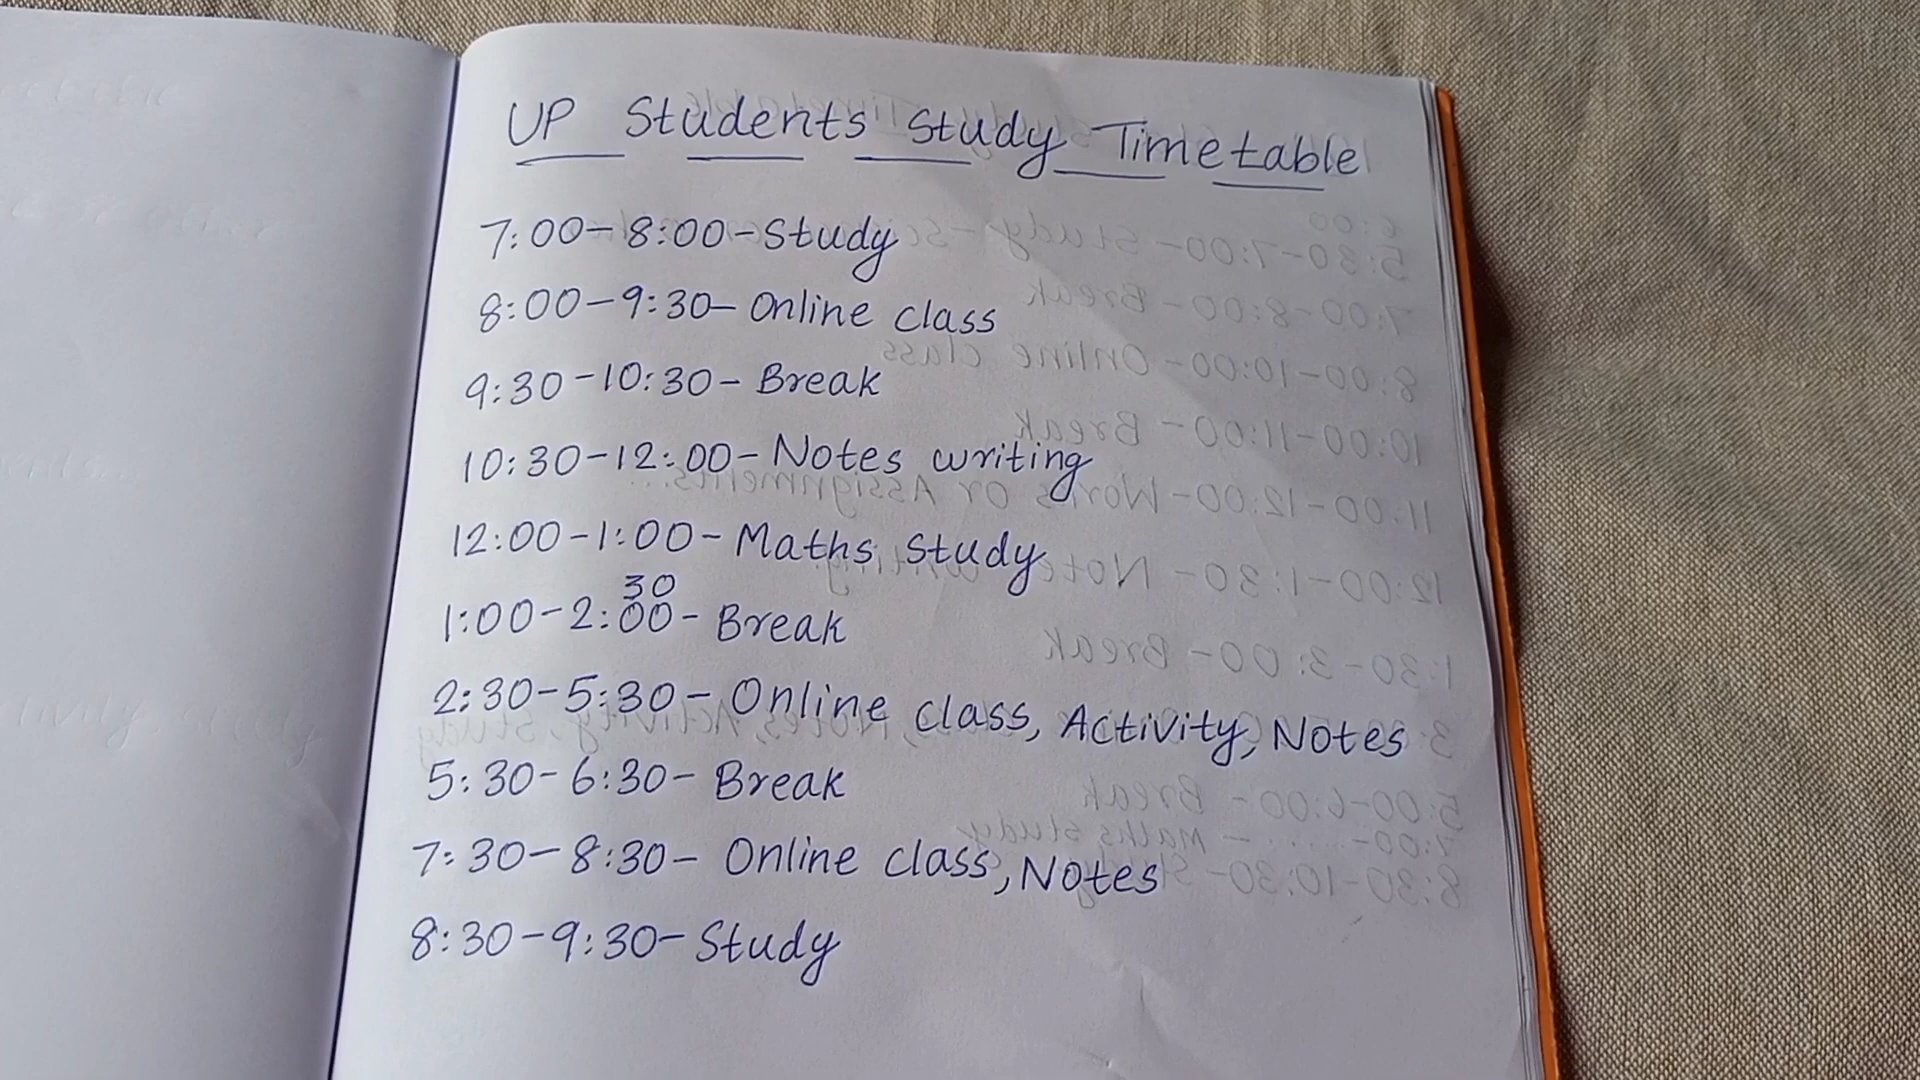 UP Students Study Timetable
7:00-8:00-Study
8:00-9:30-Online class
9:30-10:30-Break
10:30-12:00-Notes writing
12:00-1:00-Maths Study
30
1:00-2:00-Break
2:30-5:30-Online class, Activity, Notes
5:30-6:30-Break
7:30-8:30-Online class, Notes
8:30-9:30-Study